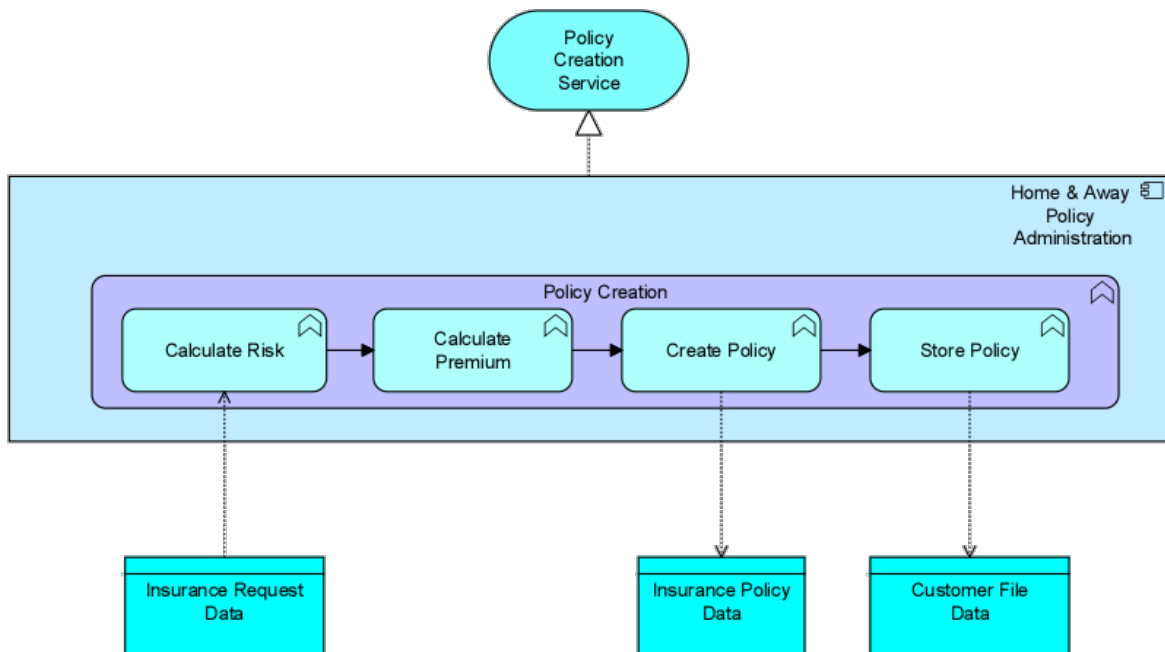 Policy
Creation
Service
Home & Away
Policy
Administration
Policy Creation
Calculate Risk
Calculate
Premium
Create Policy
Store Policy
Insurance Request
Data
Insurance Policy
Data
Customer File
Data